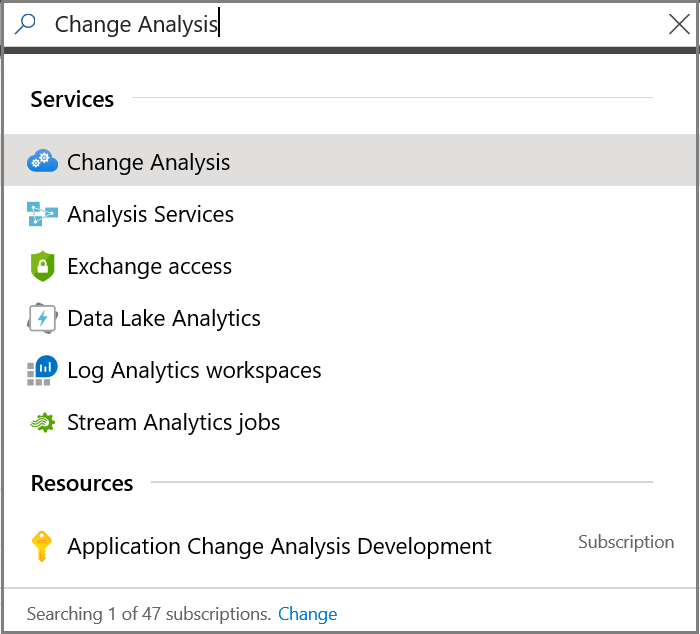 Change Analysis
Services
Change Analysis
Analysis Services
Exchange access
Data Lake Analytics
Log Analytics workspaces
Stream Analytics jobs
Resources
Application Change Analysis Development Subscription
Searching 1 of 47 subscriptions. Change